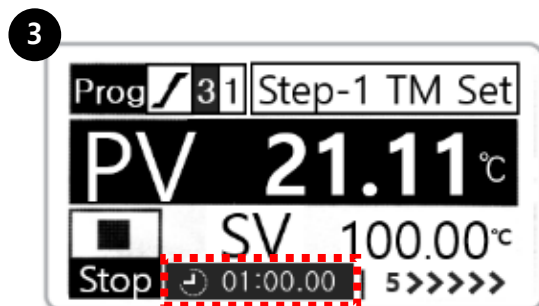 3
Prog 3 1 Step-1 TM Set
PV 21.11 ℃
SV 100.00 ℃
Stop 01:00.00 5>>>>>